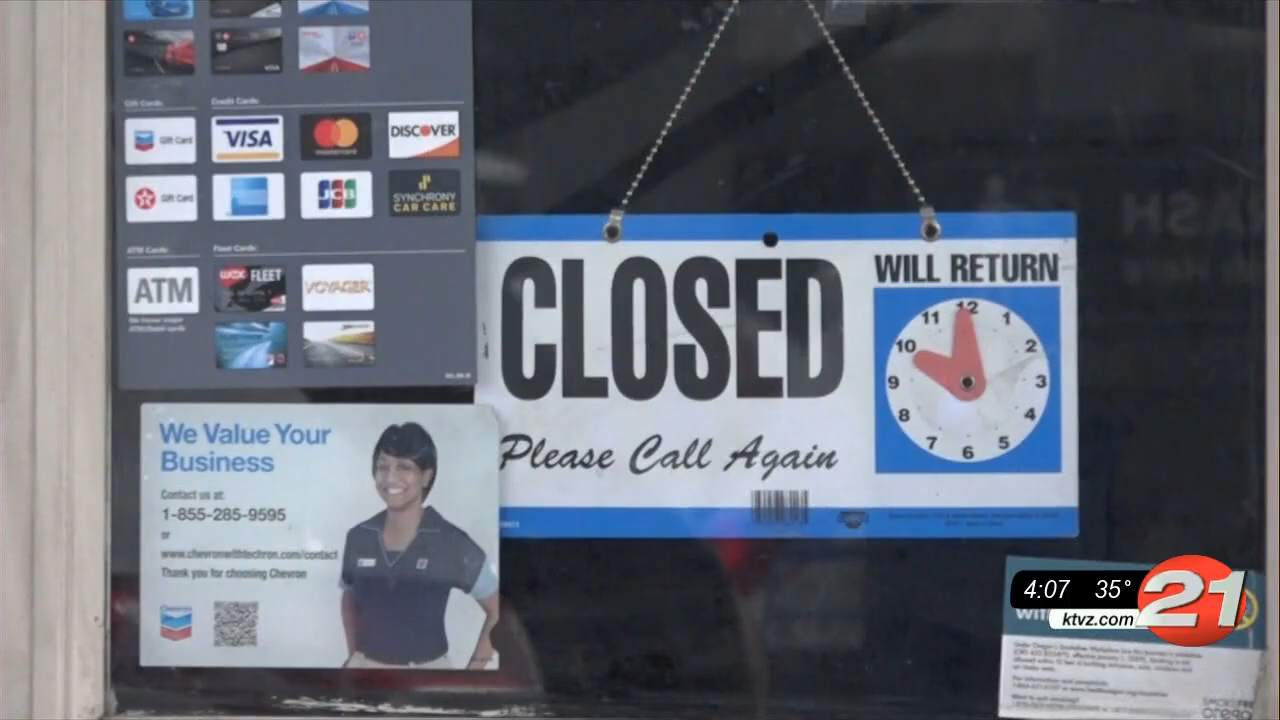 Gift Cards:
Credit Cards:
Gift Card
VISA
mastercard
DISCOVER
Gift Card
JCB
SYNCHRONY
CAR CARE
ATM Cards:
Fleet Cards:
ATM
WEX FLEET
VOYAGER
CLOSED
Please Call Again
WILL RETURN
12
1
2
3
4
5
6
7
8
9
10
11
We Value Your
Business
Contact us at:
1-855-285-9595
or
www.chevronwithtechron.com/contact
Thank you for choosing Chevron
Chevron
4:07 35°
ktvz.com
21